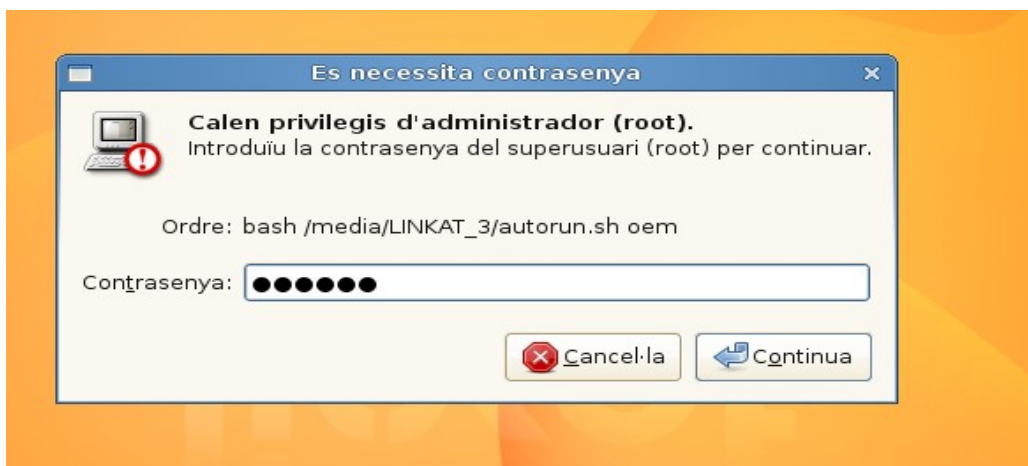 Es necessita contrasenya
Calen privilegis d'administrador (root).
Introduïu la contrasenya del superusuari (root) per continuar.
Ordre: bash /media/LINKAT_3/autorun.sh oem
Contrasenya: ●●●●●●
Cancel·la
Continua